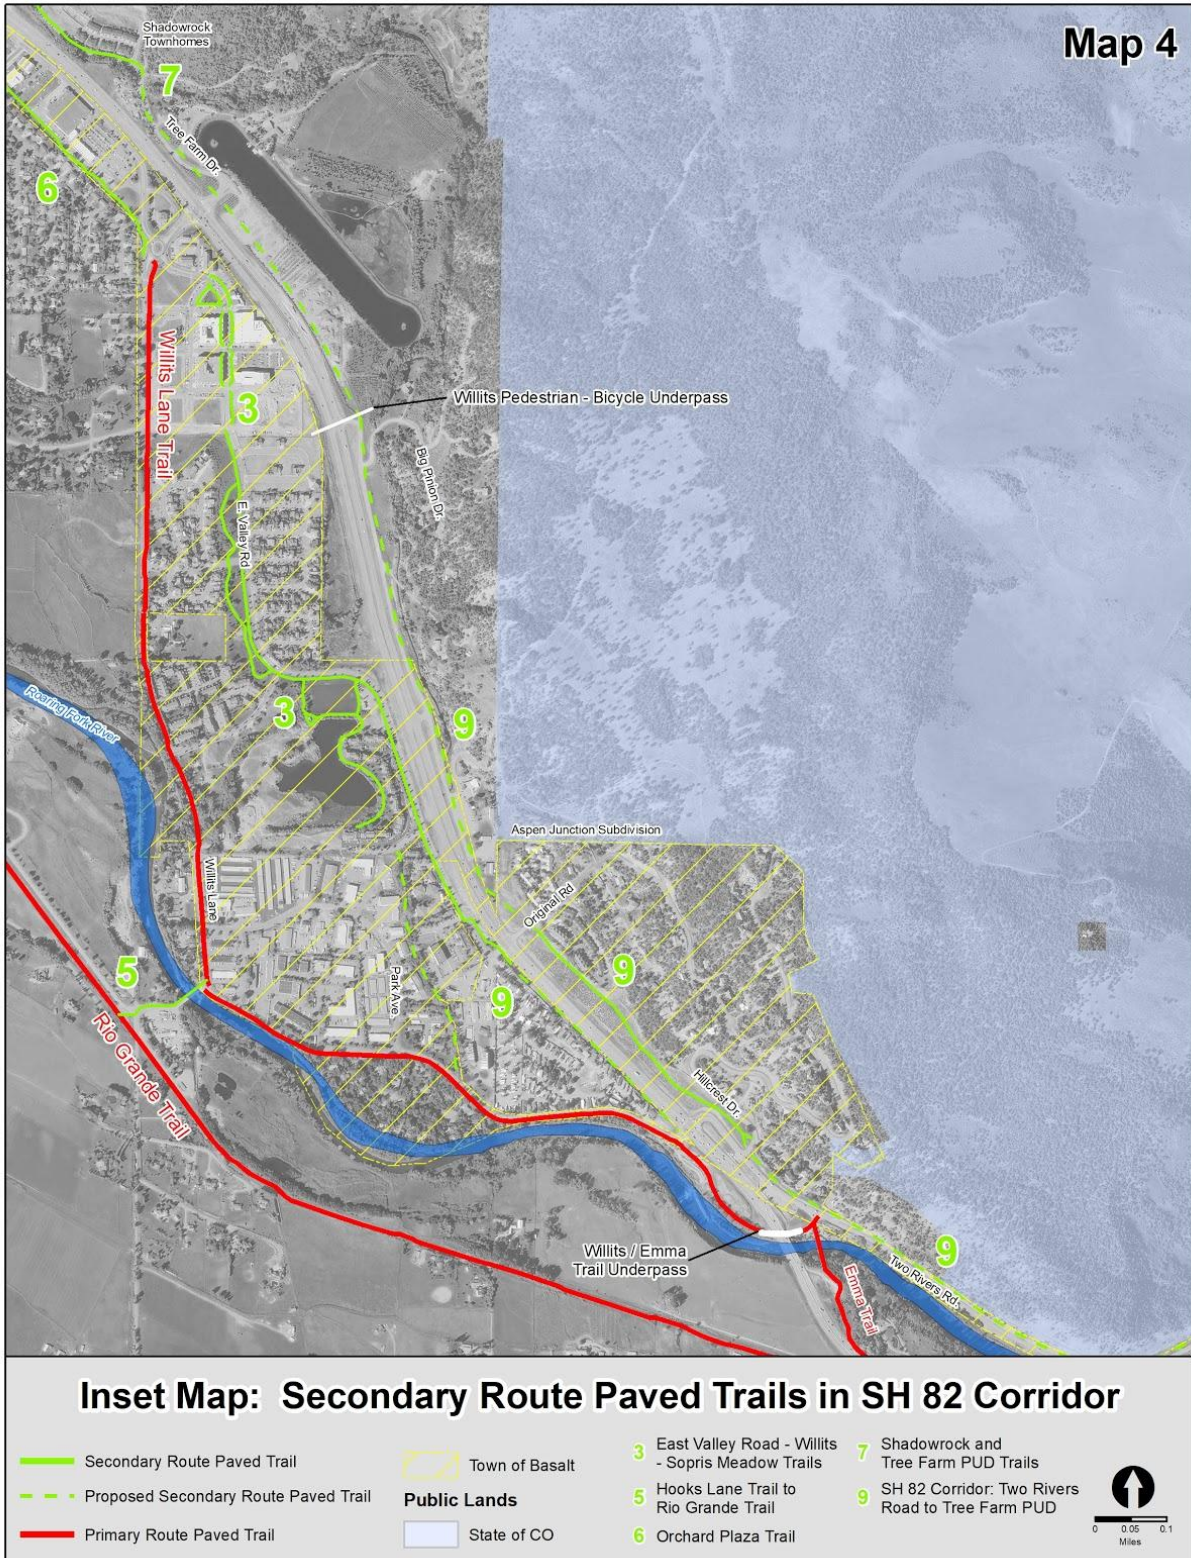 Map 4
Shadowrock
Townhomes
7
Tree Farm Dr.
6
Willits Lane Trail
3
Willits Pedestrian - Bicycle Underpass
Big Pinion Dr.
E. Valley Rd
Roaring Fork River
3
9
Aspen Junction Subdivision
Willits Lane
Original Rd
5
Park Ave
9
9
Rio Grande Trail
Hillcrest Dr.
Willits / Emma
Trail Underpass
9
Two Rivers Rd.
Emma Trail
Inset Map: Secondary Route Paved Trails in SH 82 Corridor
Secondary Route Paved Trail
Proposed Secondary Route Paved Trail
Primary Route Paved Trail
Town of Basalt
Public Lands
State of CO
3 East Valley Road - Willits
- Sopris Meadow Trails
5 Hooks Lane Trail to
Rio Grande Trail
6 Orchard Plaza Trail
7 Shadowrock and
Tree Farm PUD Trails
9 SH 82 Corridor: Two Rivers
Road to Tree Farm PUD
0 0.05 0.1
Miles